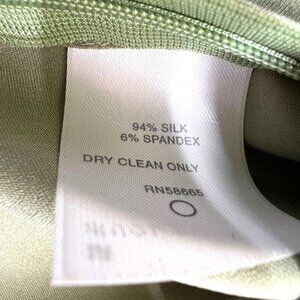 94% SILK
6% SPANDEX
DRY CLEAN ONLY
RN58665